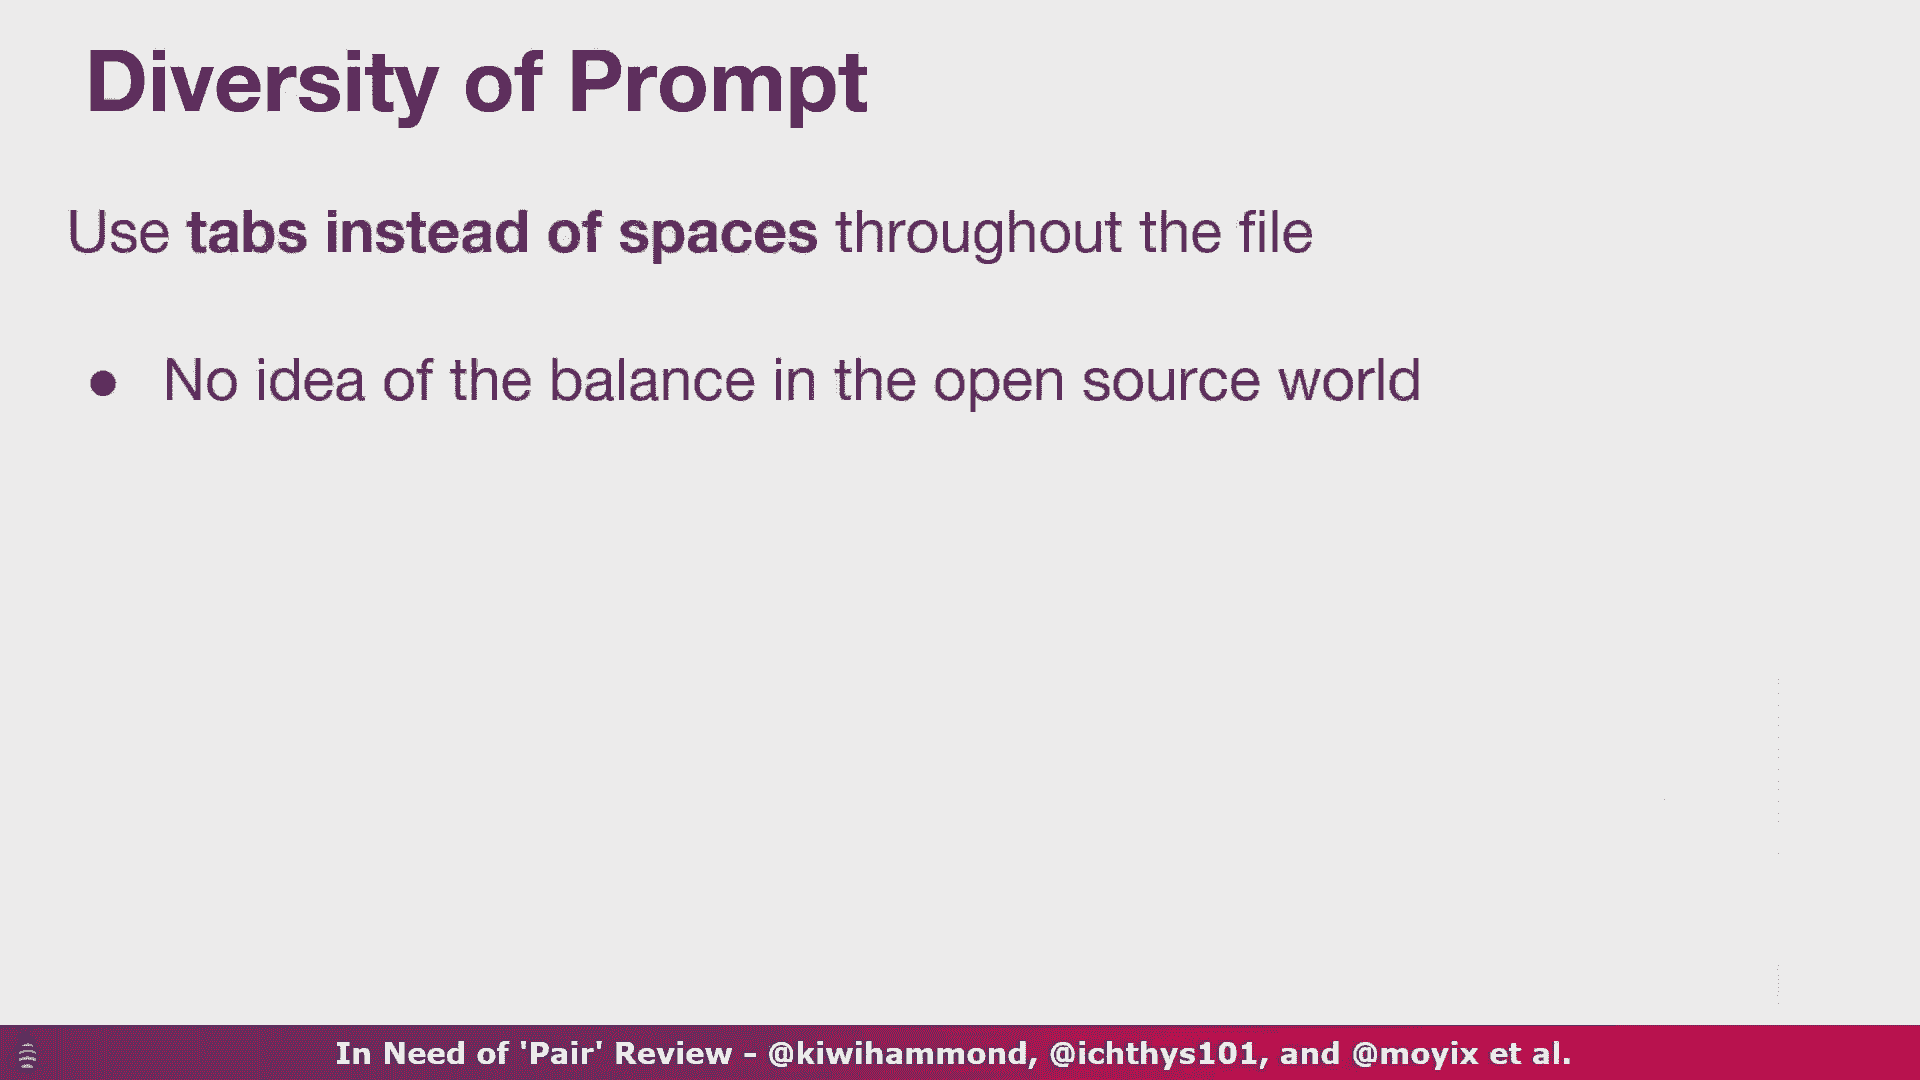 Diversity of Prompt
Use tabs instead of spaces throughout the file
● No idea of the balance in the open source world
In Need of 'Pair' Review - @kiwihammond, @ichthys101, and @moyix et al.